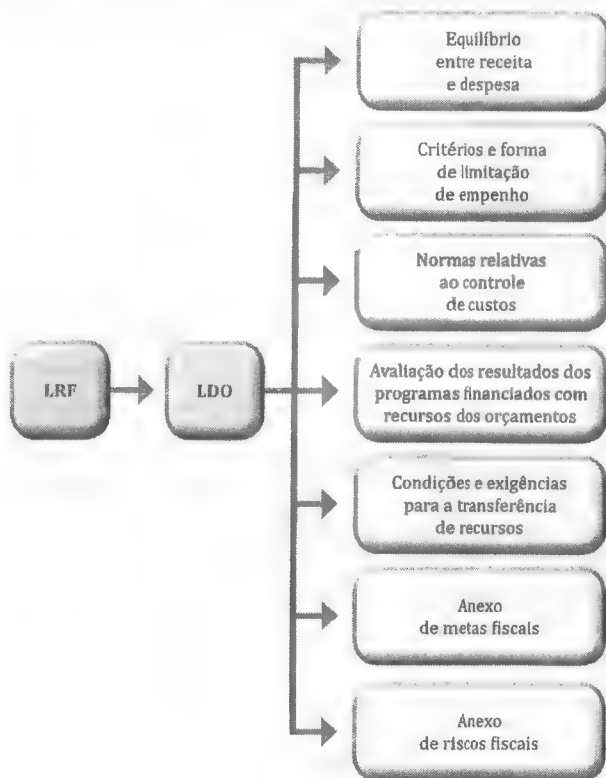 Equilíbrio
entre receita
e despesa
Critérios e forma
de limitação
de empenho
Normas relativas
ao controle
de custos
LRF
LDO
Avaliação dos resultados dos
programas financiados com
recursos dos orçamentos
Condições e exigências
para a transferência
de recursos
Anexo
de metas fiscais
Anexo
de riscos fiscais